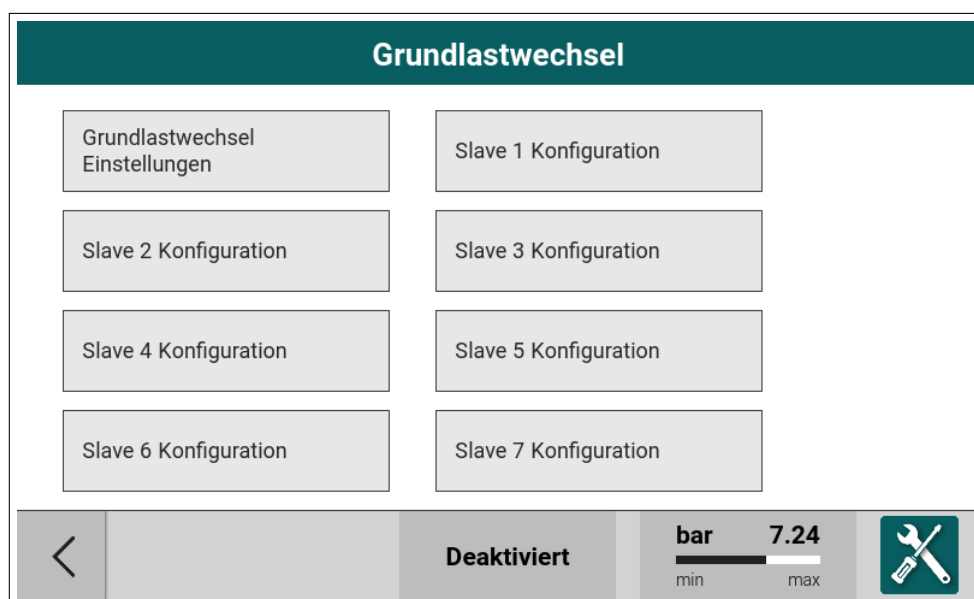 Grundlastwechsel
Grundlastwechsel
Einstellungen
Slave 1 Konfiguration
Slave 2 Konfiguration
Slave 3 Konfiguration
Slave 4 Konfiguration
Slave 5 Konfiguration
Slave 6 Konfiguration
Slave 7 Konfiguration
Deaktiviert
bar 7.24
min max